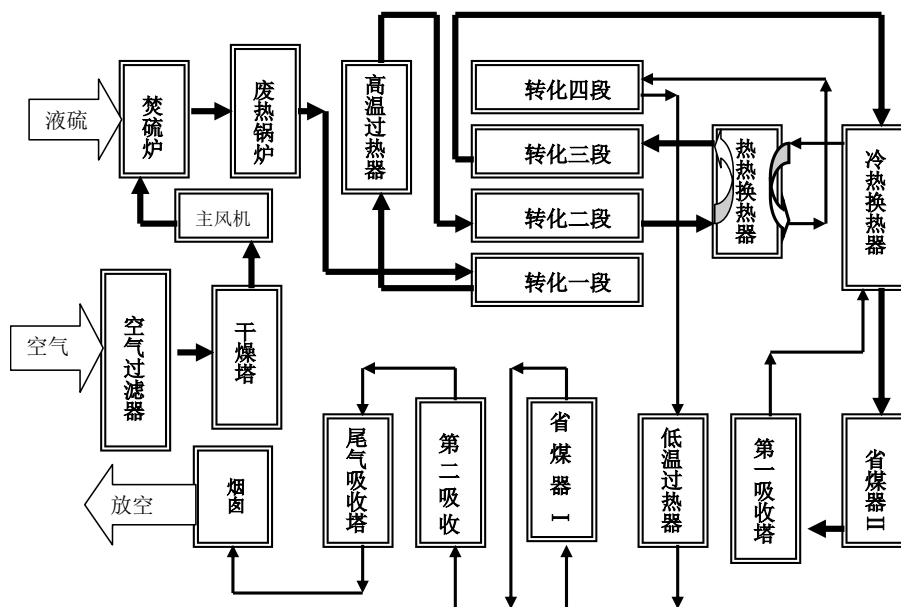 液硫
焚硫炉
废热锅炉
高温过热器
转化四段
转化三段
转化二段
转化一段
热热换热器
冷热换热器
主风机
空气
空气过滤器
干燥塔
放空
烟囱
尾气吸收塔
第二吸收
省煤器 I
低温过热器
第一吸收塔
省煤器 II